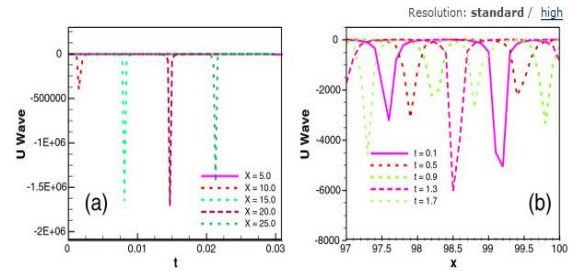 Resolution: standard / high
0
-500000
-1E+06
-1.5E+06
-2E+06
U Wave
0
0.01
0.02
0.03
t
(a)
X = 5.0
X = 10.0
X = 15.0
X = 20.0
X = 25.0
0
-2000
-4000
-6000
-8000
U Wave
97
97.5
98
98.5
99
99.5
100
x
(b)
t = 0.1
t = 0.5
t = 0.9
t = 1.3
t = 1.7